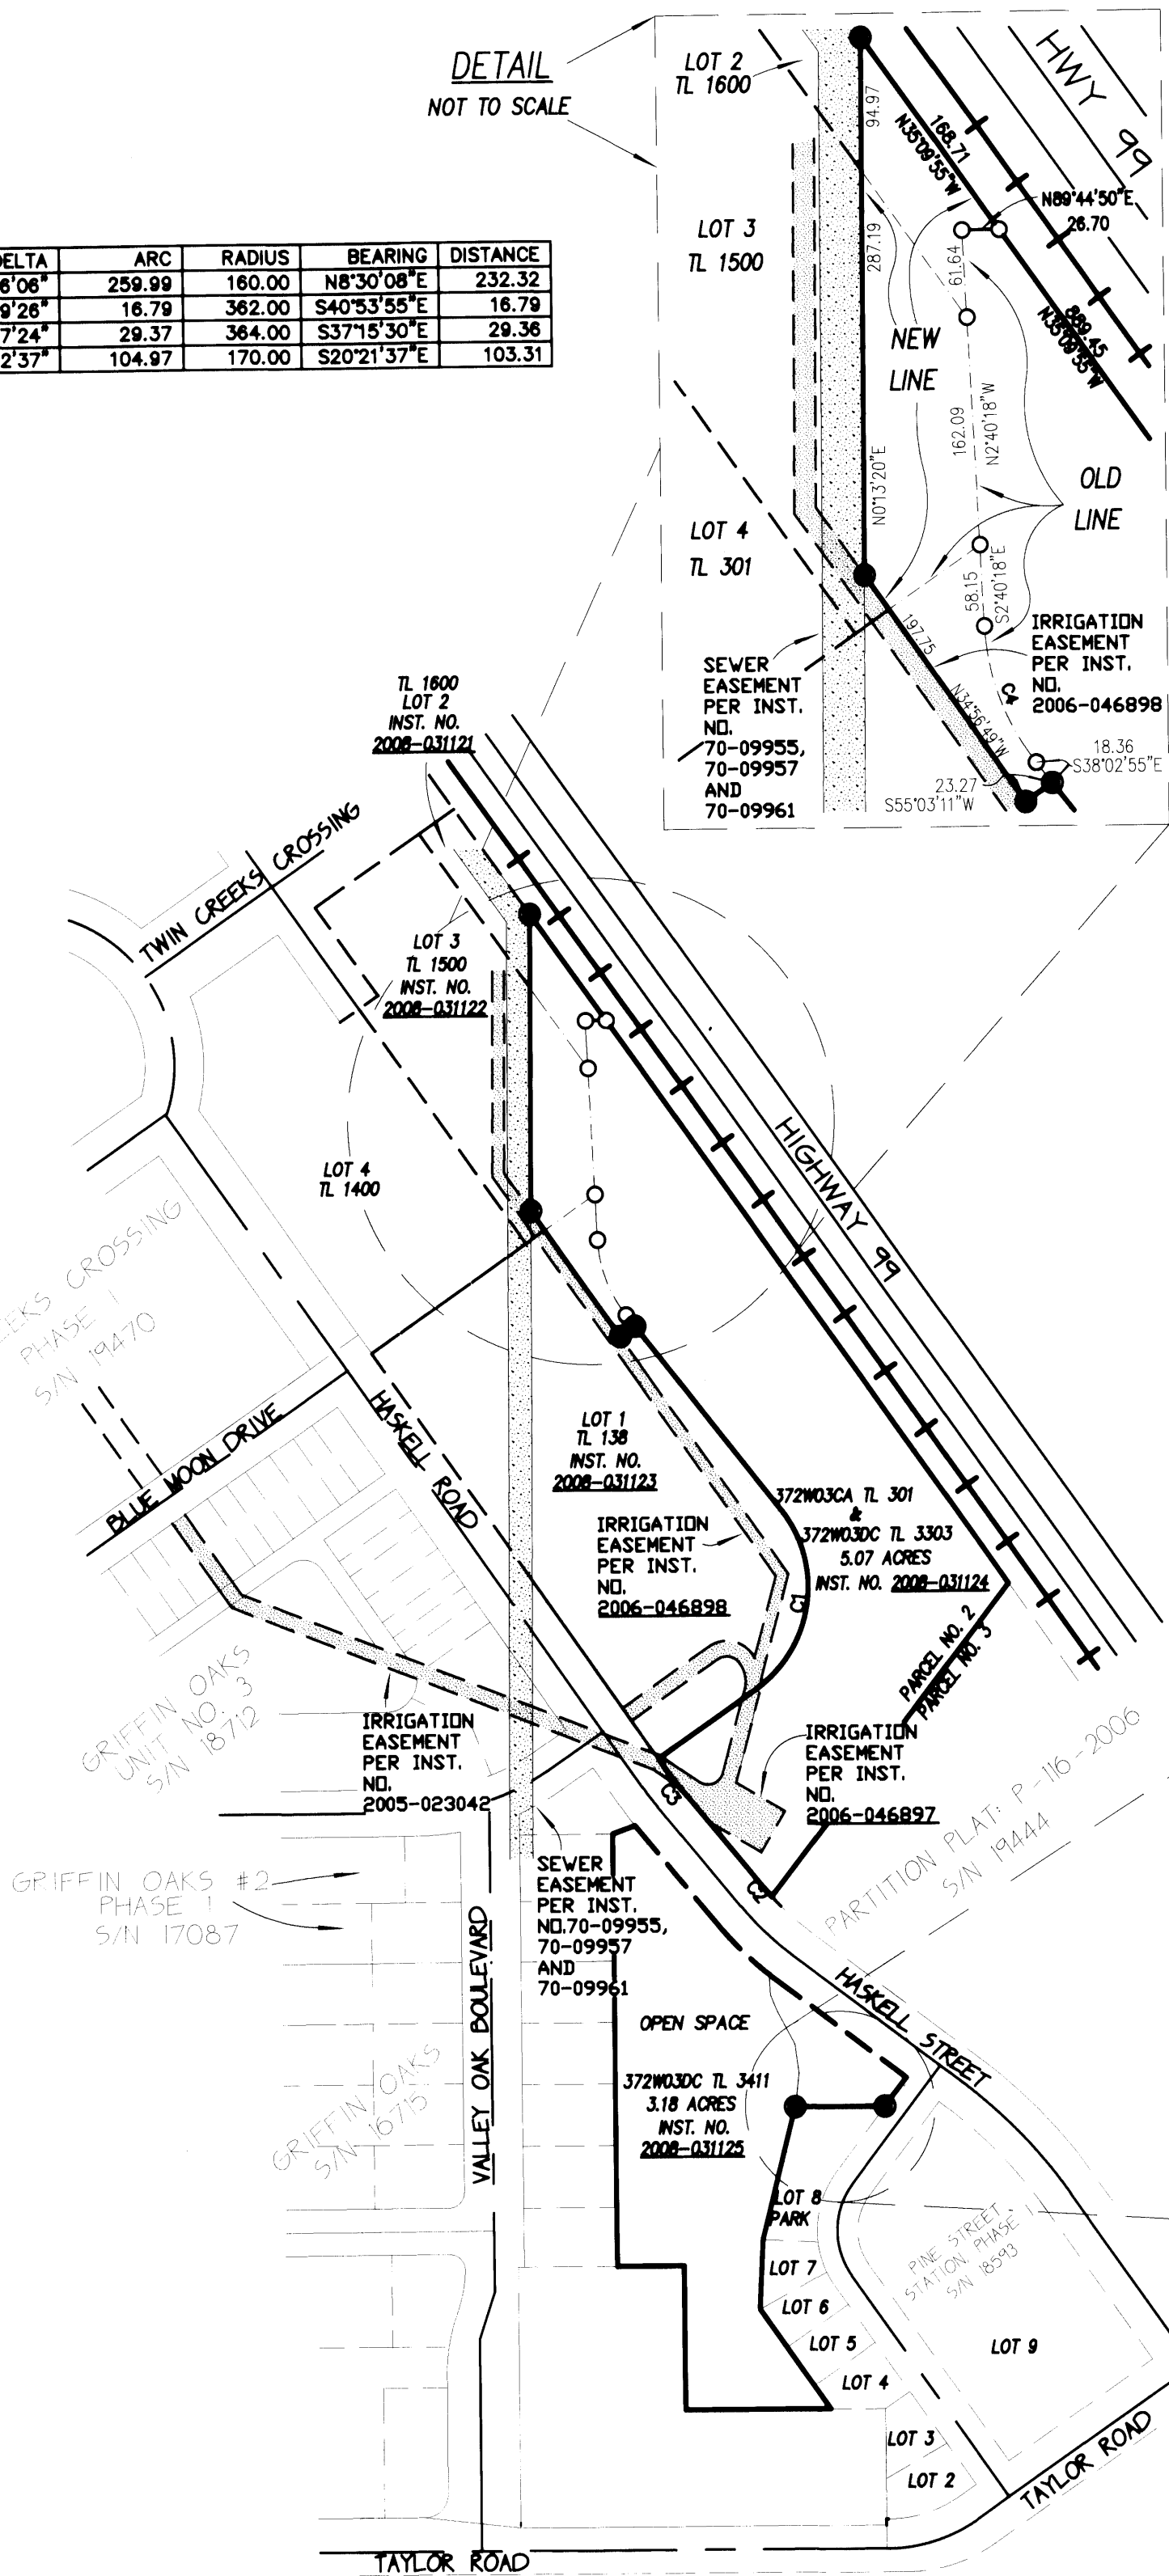 DETAIL
NOT TO SCALE
LOT 2
TL 1600
HWY 99
94.97
168.71
N35°09'55"W
N89°44'50"E
26.70
LOT 3
TL 1500
287.19
61.64
NEW
LINE
889.45
N35°09'55"W
162.09
N2°40'18"W
N0°13'20"E
OLD
LINE
LOT 4
TL 301
58.15
S2°40'18"E
197.75
N34°56'49"W
C4
IRRIGATION
EASEMENT
PER INST.
NO.
2006-046898
SEWER
EASEMENT
PER INST.
NO.
70-09955,
70-09957
AND
70-09961
18.36
S38°02'55"E
23.27
S55°03'11"W
DELTA ARC RADIUS BEARING DISTANCE
6'06" 259.99 160.00 N8°30'08"E 232.32
9'26" 16.79 362.00 S40°53'55"E 16.79
7'24" 29.37 364.00 S37°15'30"E 29.36
2'37" 104.97 170.00 S20°21'37"E 103.31
TL 1600
LOT 2
INST. NO.
2008-031121
TWIN CREEKS CROSSING
LOT 3
TL 1500
INST. NO.
2008-031122
LOT 4
TL 1400
HIGHWAY 99
EEKS CROSSING
PHASE 1
S/N 19470
BLUE MOON DRIVE
HASKELL ROAD
LOT 1
TL 138
INST. NO.
2008-031123
372W03CA TL 301
&
372W03DC TL 3303
5.07 ACRES
INST. NO. 2008-031124
IRRIGATION
EASEMENT
PER INST.
NO.
2006-046898
C1
PARCEL NO. 2
PARCEL NO. 3
GRIFFIN OAKS
UNIT NO. 3
S/N 18712
IRRIGATION
EASEMENT
PER INST.
NO.
2005-023042
C3
IRRIGATION
EASEMENT
PER INST.
NO.
2006-046897
C2
PARTITION PLAT: P-116-2006
S/N 19444
GRIFFIN OAKS #2
PHASE 1
S/N 17087
SEWER
EASEMENT
PER INST.
NO.70-09955,
70-09957
AND
70-09961
VALLEY OAK BOULEVARD
HASKELL STREET
OPEN SPACE
372W03DC TL 3411
3.18 ACRES
INST. NO.
2008-031125
GRIFFIN OAKS
S/N 16715
LOT 8
PARK
PINE STREET
STATION, PHASE 1
S/N 18593
LOT 7
LOT 6
LOT 5
LOT 4
LOT 9
LOT 3
LOT 2
TAYLOR ROAD
TAYLOR ROAD